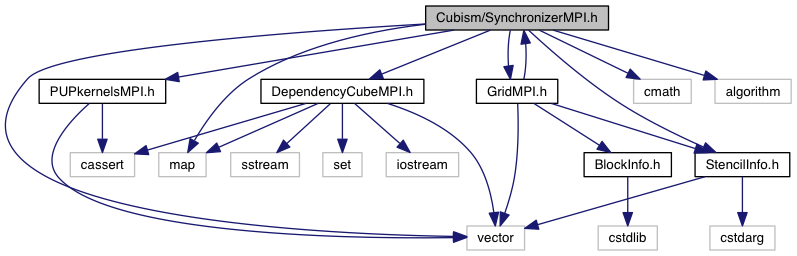 Cubism/SynchronizerMPI.h
PUPkernelsMPI.h
DependencyCubeMPI.h
GridMPI.h
cmath
algorithm
cassert
map
sstream
set
iostream
BlockInfo.h
StencilInfo.h
vector
cstdlib
cstdarg